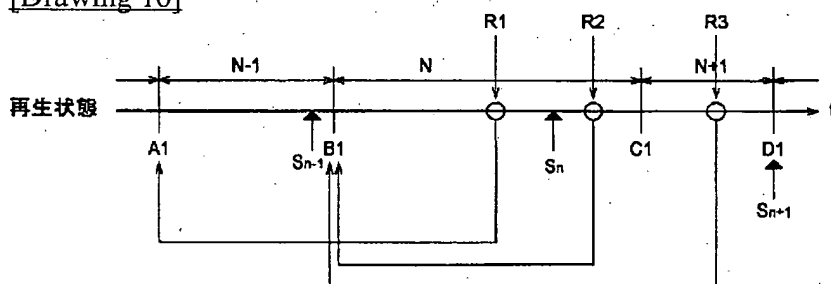 [Drawing 10]
R1 R2 R3
N-1 N N+1
再生状態 t
A1 Sn-1 B1 Sn C1 D1
Sn+1